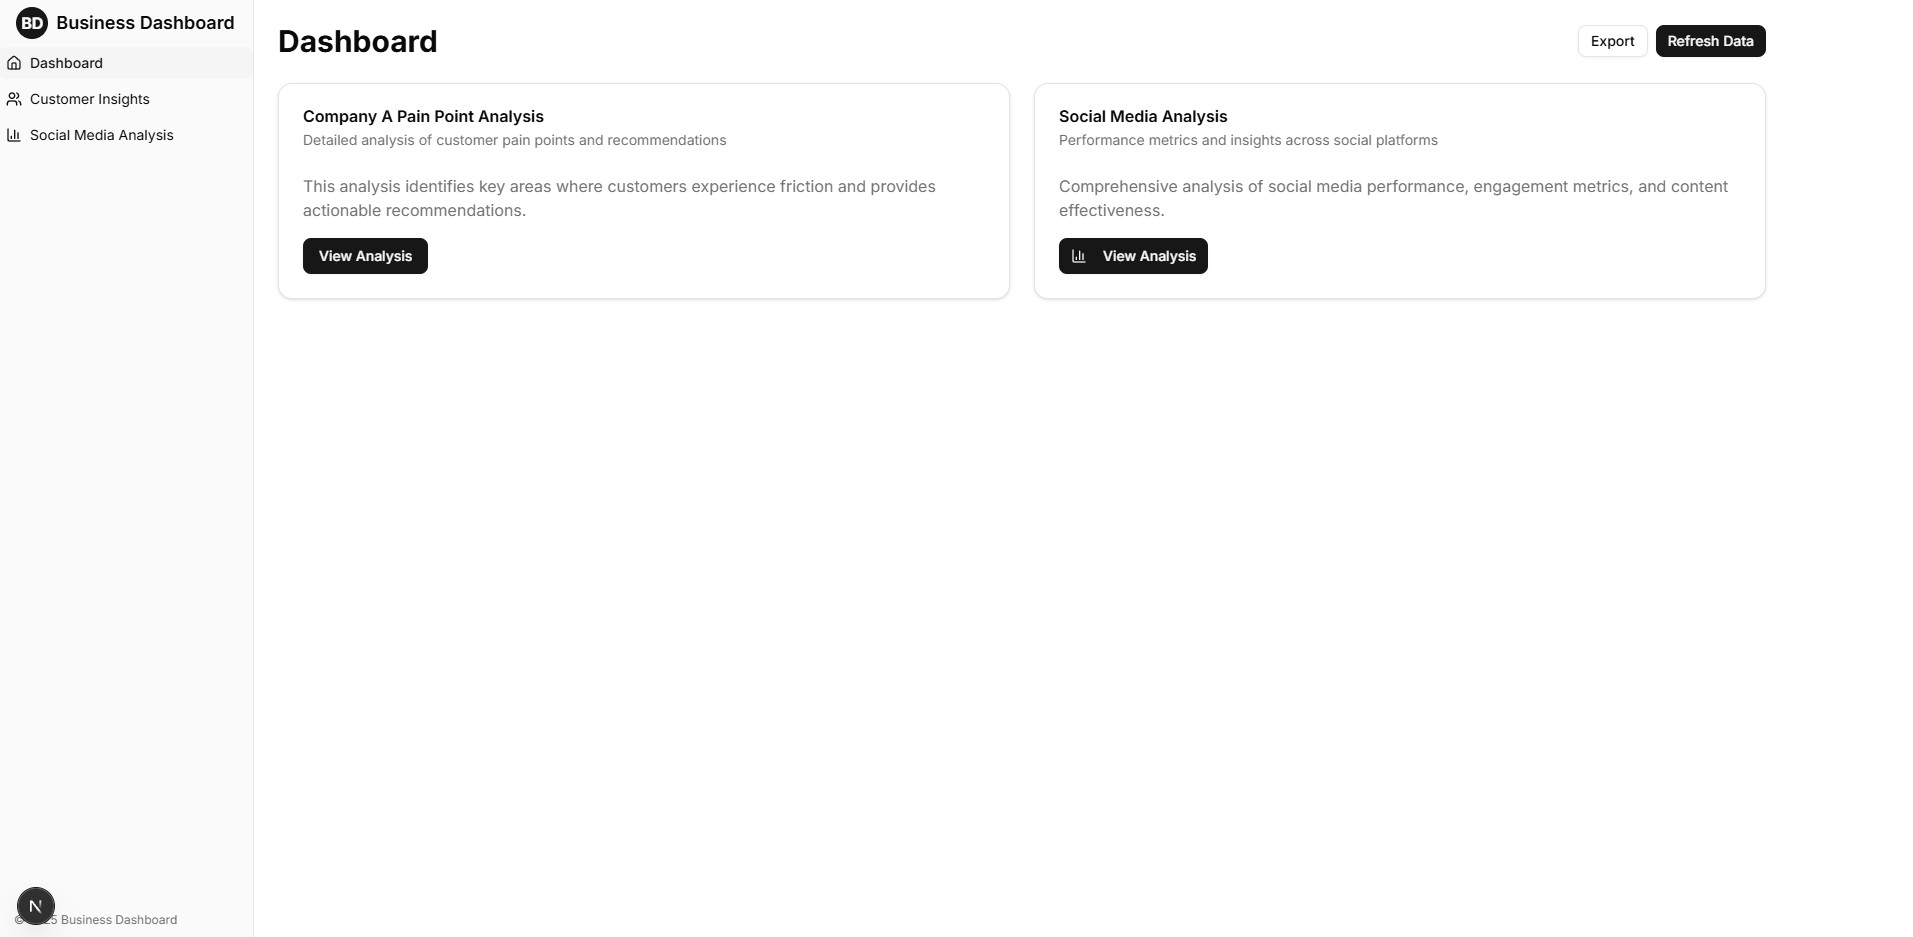 BD Business Dashboard
Dashboard
Customer Insights
Social Media Analysis
Dashboard
Export
Refresh Data
Company A Pain Point Analysis
Detailed analysis of customer pain points and recommendations
This analysis identifies key areas where customers experience friction and provides
actionable recommendations.
View Analysis
Social Media Analysis
Performance metrics and insights across social platforms
Comprehensive analysis of social media performance, engagement metrics, and content
effectiveness.
View Analysis
N
© Business Dashboard